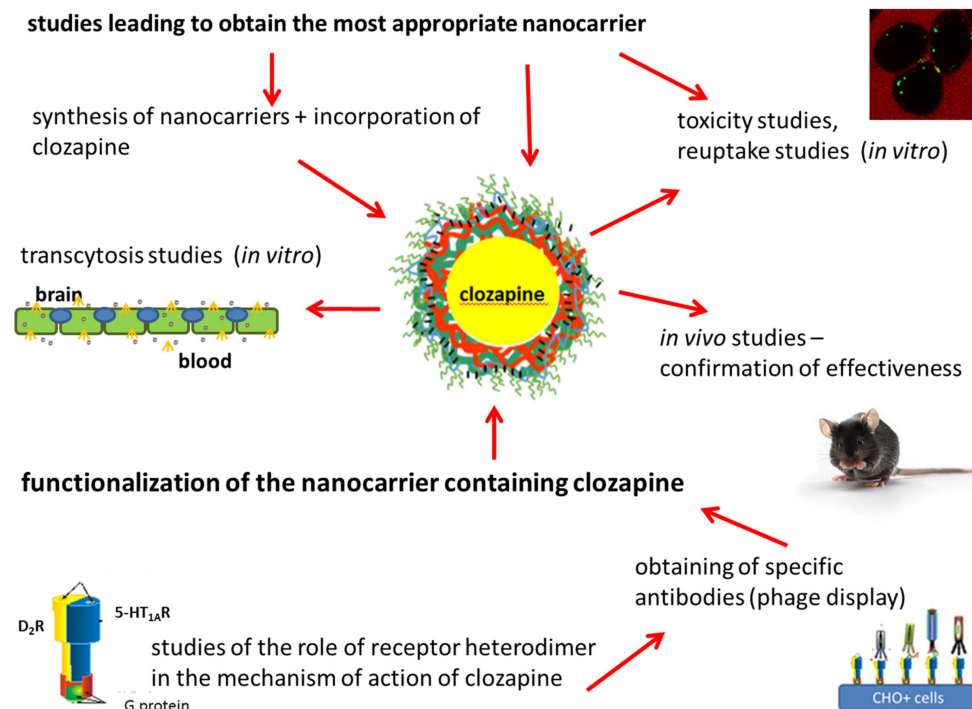 studies leading to obtain the most appropriate nanocarrier
synthesis of nanocarriers + incorporation of
clozapine
toxicity studies,
reuptake studies (in vitro)
transcytosis studies (in vitro)
brain
blood
clozapine
in vivo studies –
confirmation of effectiveness
functionalization of the nanocarrier containing clozapine
obtaining of specific
antibodies (phage display)
D₂R
5-HT₁ₐR
studies of the role of receptor heterodimer
in the mechanism of action of clozapine
G protein
CHO+ cells